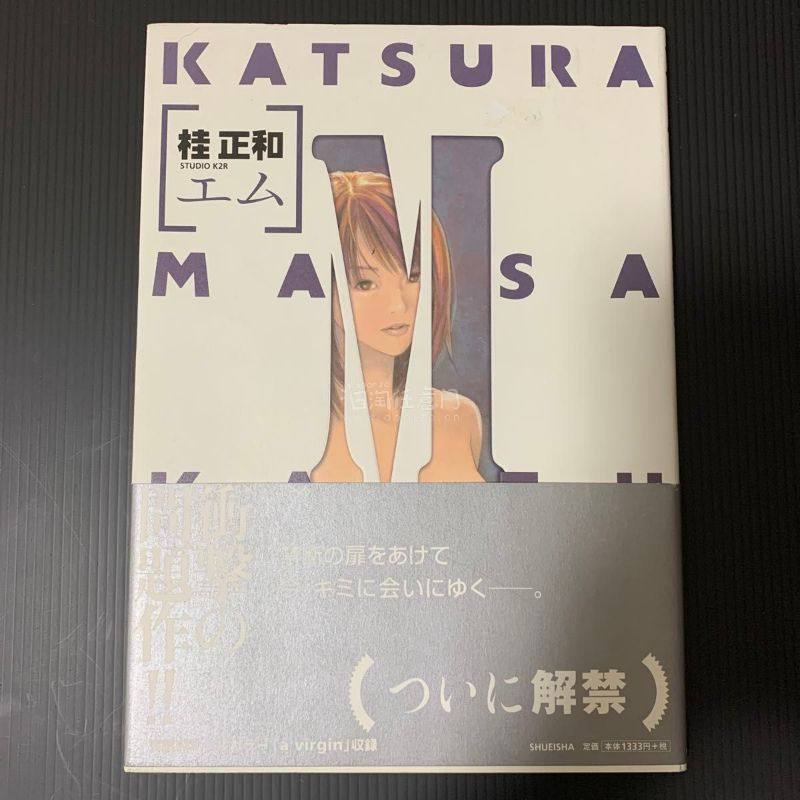 KATSURA
桂 正和
STUDIO K2R
エム
MASA
M
衝撃の
問題作!!
の扉をあけて
キミに会いにゆく——。
(ついに解禁)
「a virgin」収録
SHUEISHA 定価 本体1333円+税